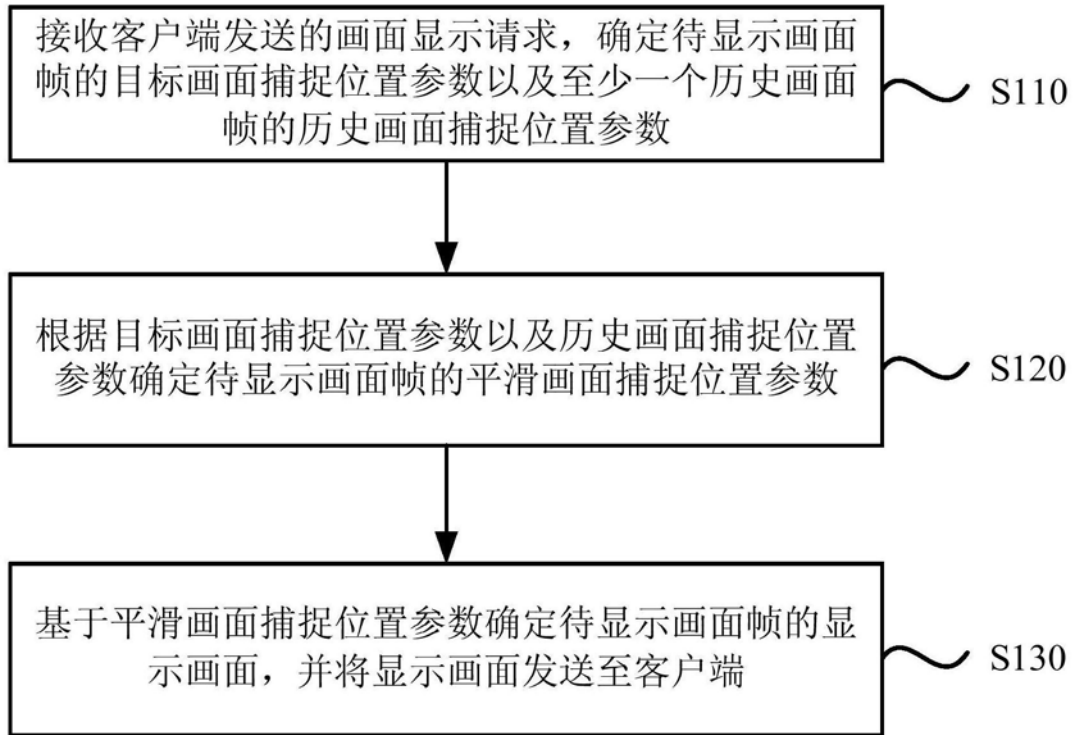 接收客户端发送的画面显示请求，确定待显示画面
帧的目标画面捕捉位置参数以及至少一个历史画面
帧的历史画面捕捉位置参数
S110
根据目标画面捕捉位置参数以及历史画面捕捉位置
参数确定待显示画面帧的平滑画面捕捉位置参数
S120
基于平滑画面捕捉位置参数确定待显示画面帧的显
示画面，并将显示画面发送至客户端
S130